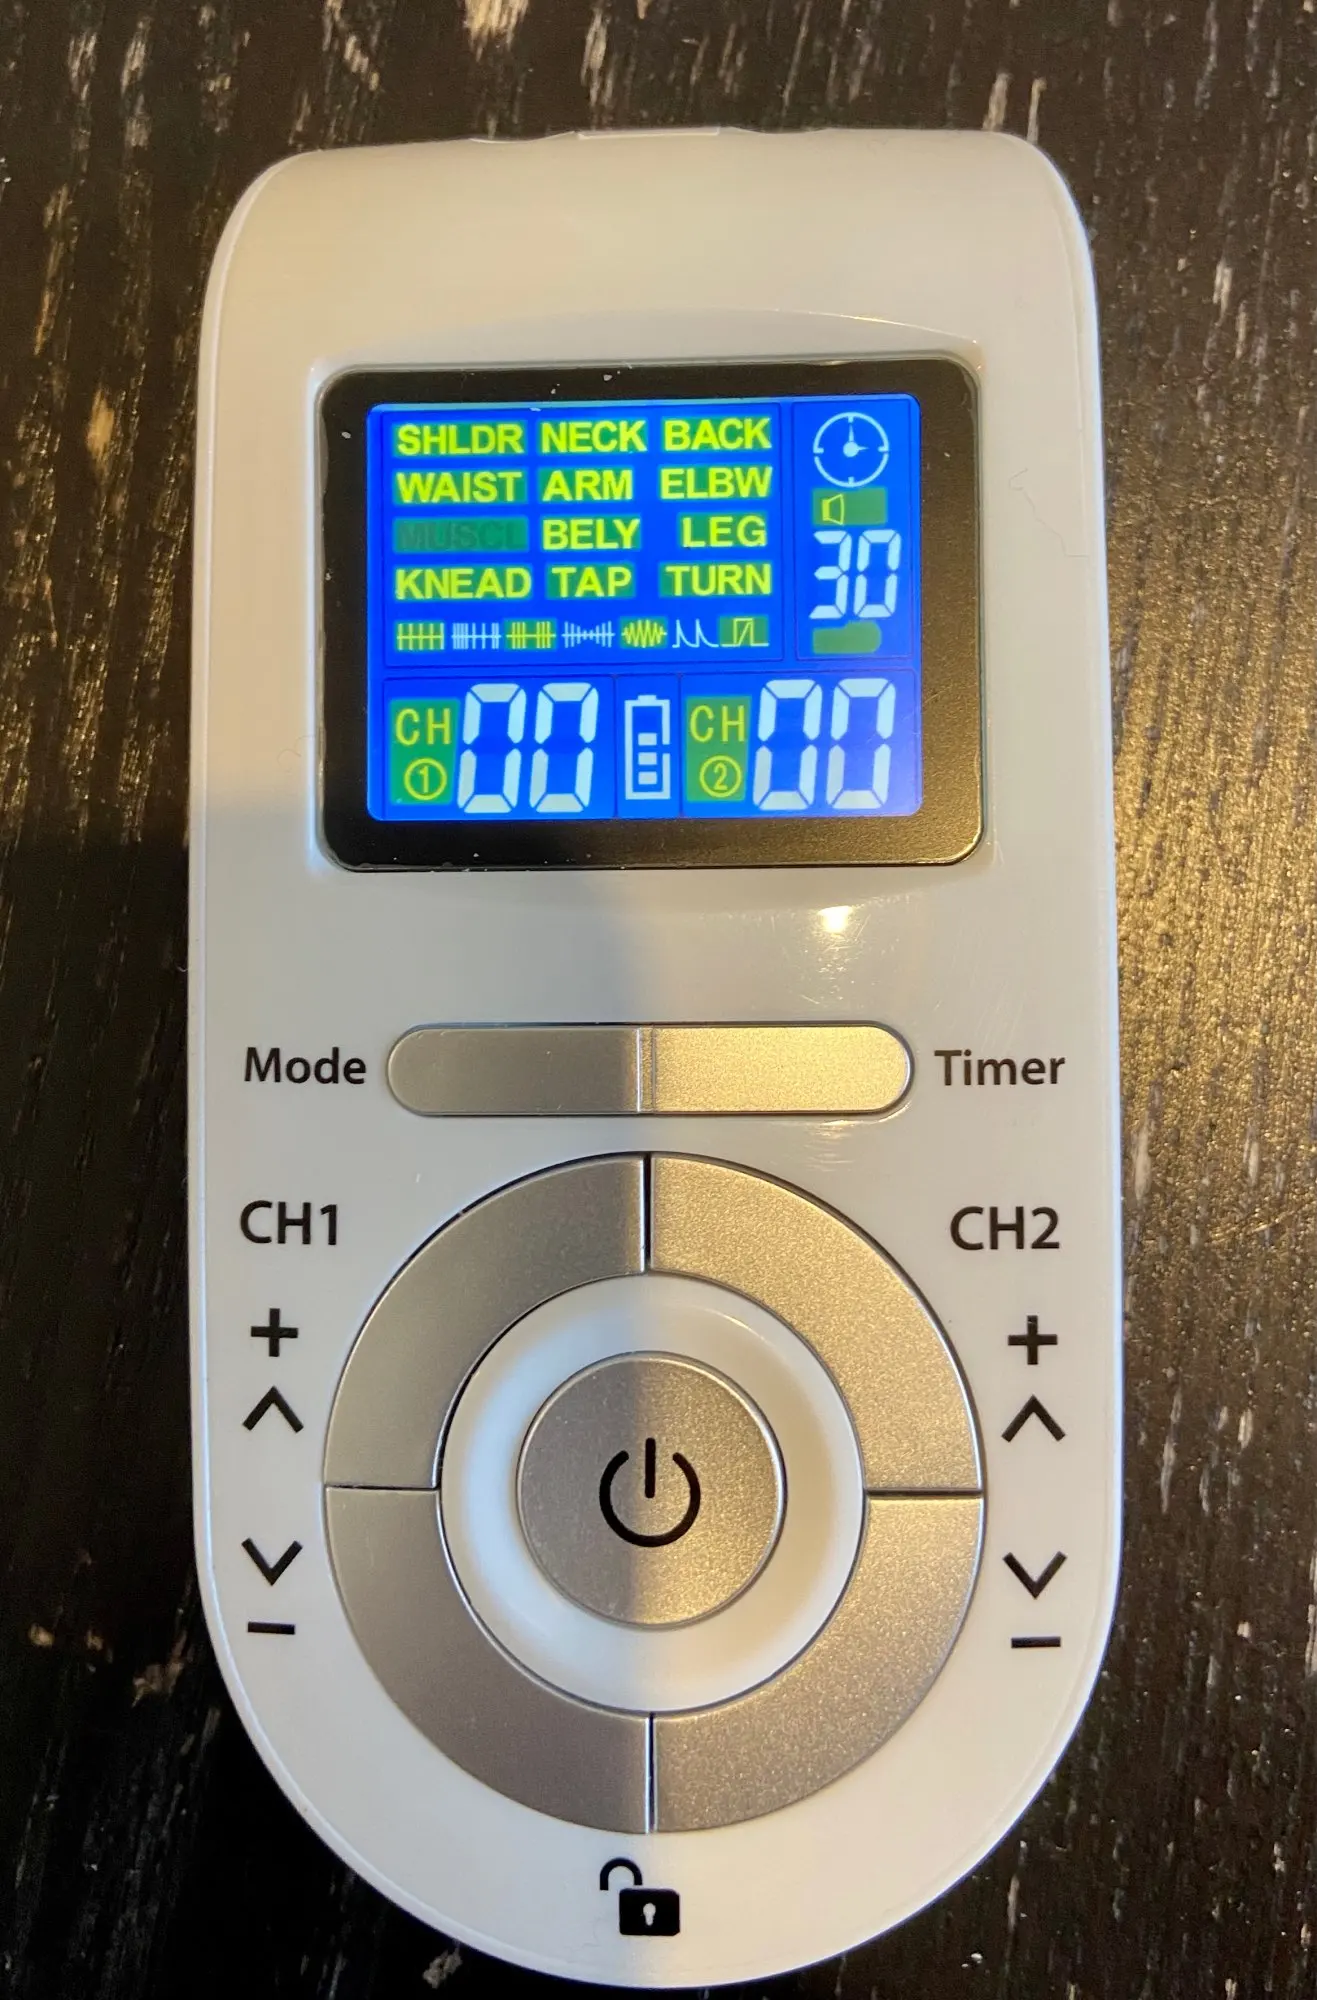 SHLDR NECK BACK
WAIST ARM ELBW
MUSCL BELY LEG
KNEAD TAP TURN
30
CH ① 00
CH ② 00
Mode
Timer
CH1
CH2
+
+
−
−